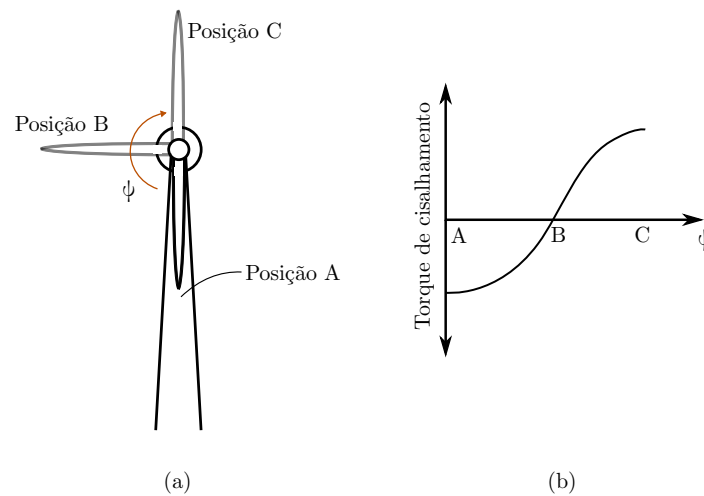 Posição C
Posição B
ψ
Posição A
(a)
Torque de cisalhamento
A
B
C
ψ
(b)